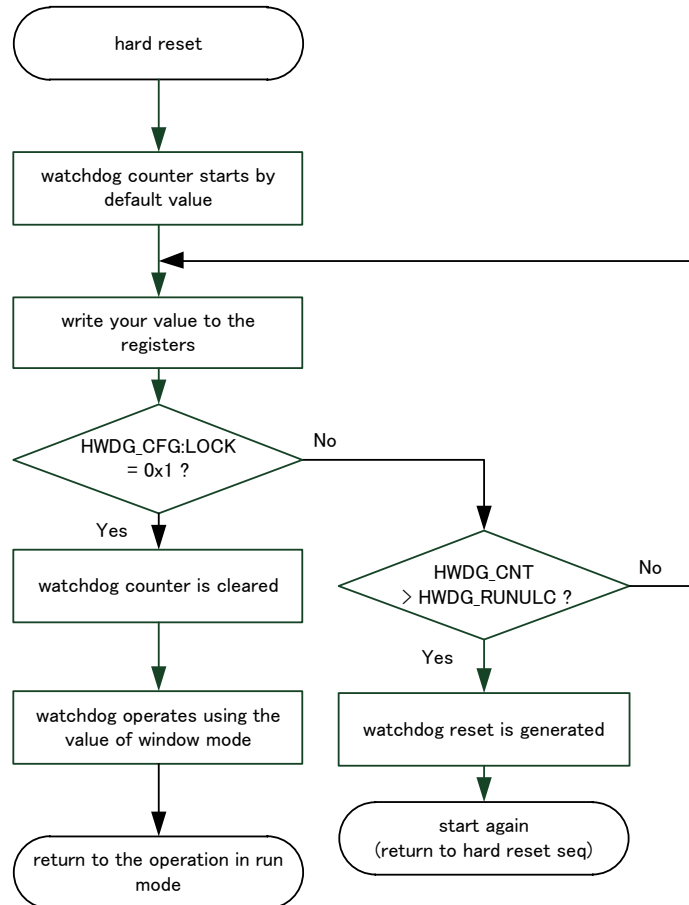 hard reset
watchdog counter starts by
default value
write your value to the
registers
HWDG_CFG:LOCK
= 0x1 ?
No
Yes
watchdog counter is cleared
HWDG_CNT
> HWDG_RUNULC ?
No
Yes
watchdog operates using the
value of window mode
watchdog reset is generated
start again
(return to hard reset seq)
return to the operation in run
mode